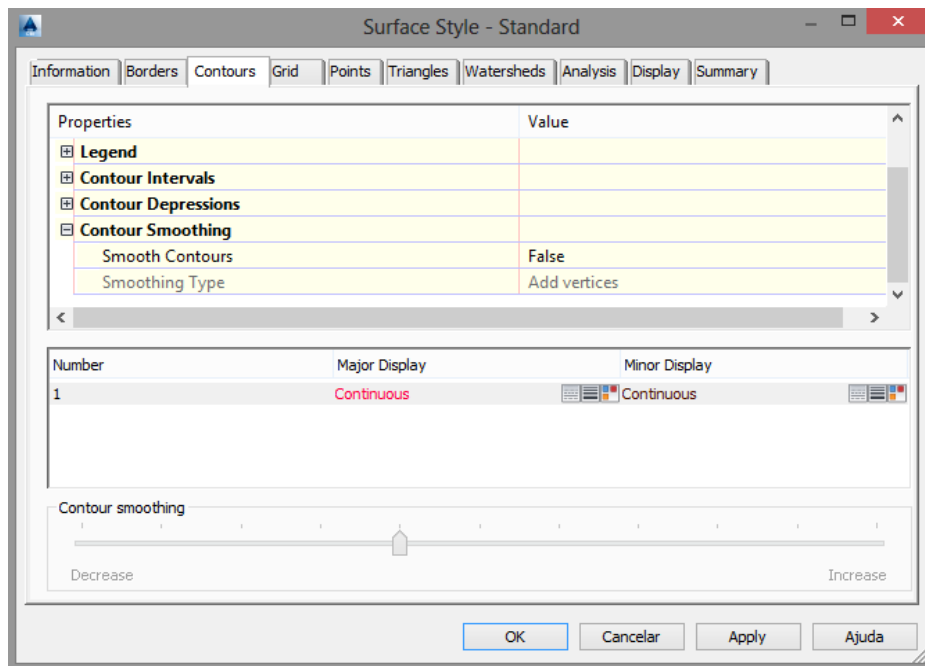 Surface Style - Standard
Information Borders Contours Grid Points Triangles Watersheds Analysis Display Summary
Properties Value
Legend
Contour Intervals
Contour Depressions
Contour Smoothing
Smooth Contours False
Smoothing Type Add vertices
Number Major Display Minor Display
1 Continuous Continuous
Contour smoothing
Decrease Increase
OK Cancelar Apply Ajuda